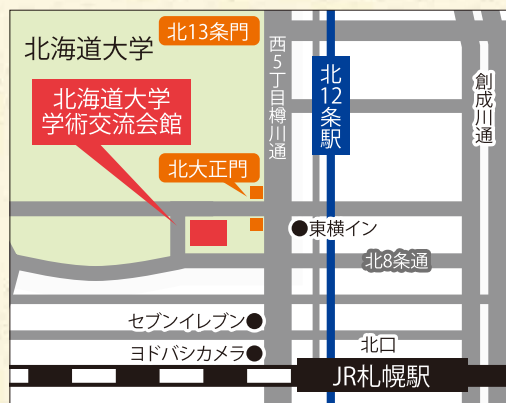 北13条門
北海道大学
西5丁目樽川通
北12条駅
創成川通
北海道大学
学術交流会館
北大正門
東横イン
北8条通
セブンイレブン
ヨドバシカメラ
北口
JR札幌駅